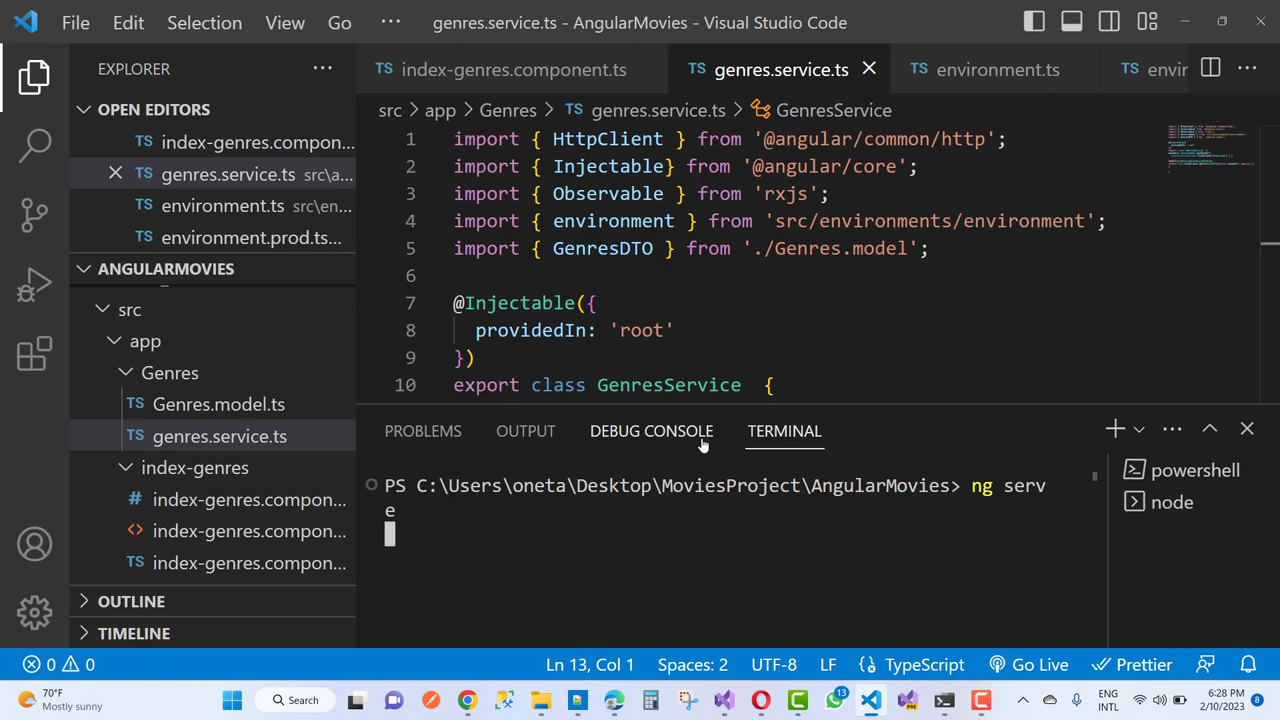 File Edit Selection View Go ··· genres.service.ts - AngularMovies - Visual Studio Code
EXPLORER ···
OPEN EDITORS
TS index-genres.compon...
TS genres.service.ts src\a...
TS environment.ts src\en...
TS environment.prod.ts...
ANGULARMOVIES
src
app
Genres
TS Genres.model.ts
TS genres.service.ts
index-genres
# index-genres.compon...
<> index-genres.compon...
TS index-genres.compon...
OUTLINE
TIMELINE
TS index-genres.component.ts TS genres.service.ts TS environment.ts TS envir ···
src > app > Genres > TS genres.service.ts > GenresService
1 import { HttpClient } from '@angular/common/http';
2 import { Injectable} from '@angular/core';
3 import { Observable } from 'rxjs';
4 import { environment } from 'src/environments/environment';
5 import { GenresDTO } from './Genres.model';
6
7 @Injectable({
8 providedIn: 'root'
9 })
10 export class GenresService {
PROBLEMS OUTPUT DEBUG CONSOLE TERMINAL
PS C:\Users\oneta\Desktop\MoviesProject\AngularMovies> ng serv
e
powershell
node
0 0 Ln 13, Col 1 Spaces: 2 UTF-8 LF {} TypeScript Go Live Prettier
70°F
Mostly sunny
Search
13
PRE
ENG
INTL
6:28 PM
2/10/2023
8